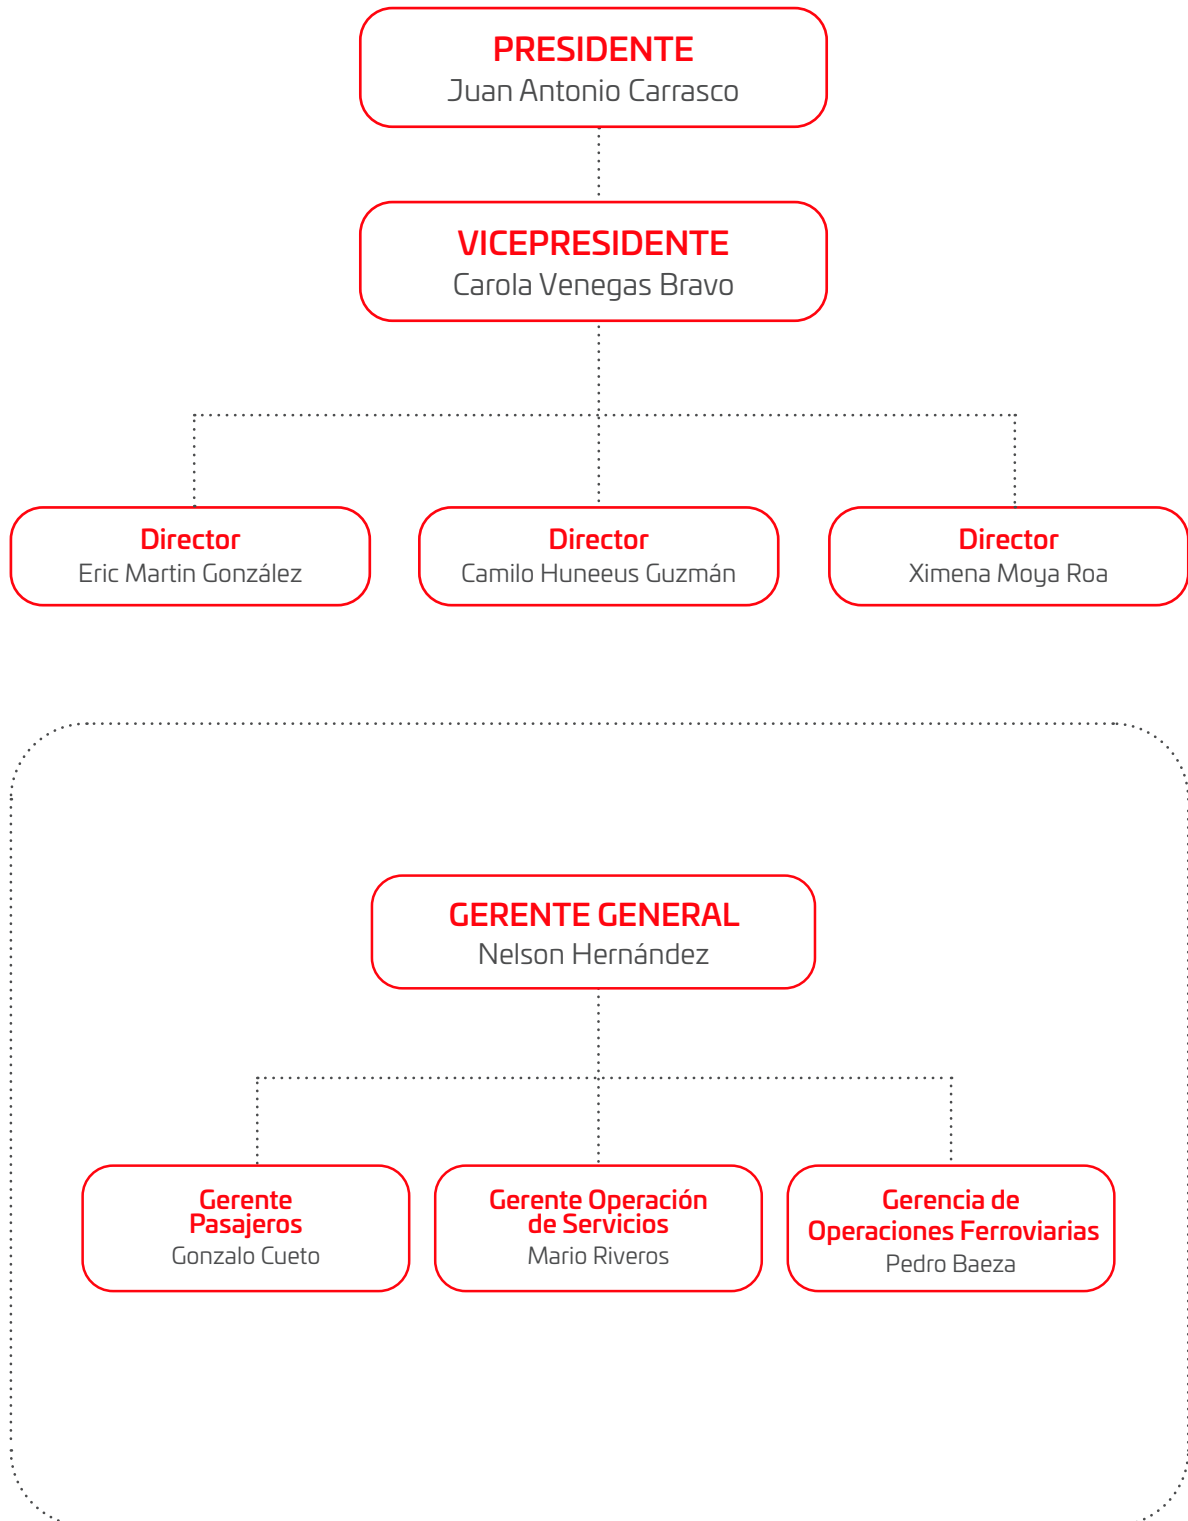 PRESIDENTE
Juan Antonio Carrasco
VICEPRESIDENTE
Carola Venegas Bravo
Director
Eric Martin González
Director
Camilo Huneeus Guzmán
Director
Ximena Moya Roa
GERENTE GENERAL
Nelson Hernández
Gerente
Pasajeros
Gonzalo Cueto
Gerente Operación
de Servicios
Mario Riveros
Gerencia de
Operaciones Ferroviarias
Pedro Baeza